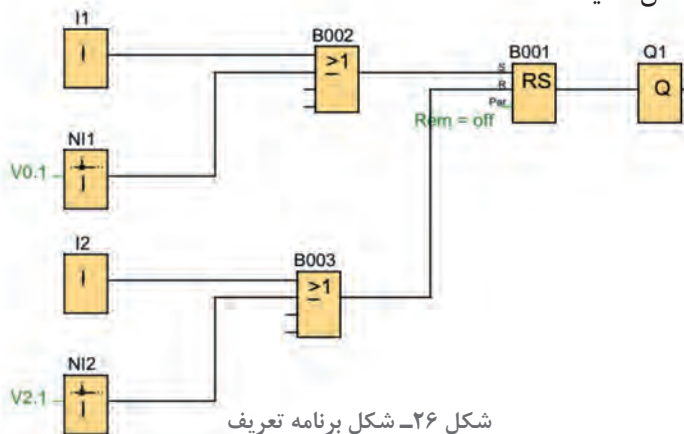 I1
I
B002
≥1
B001
S
R
Par
RS
Rem = off
Q1
Q
NI1
V0.1
I
I2
I
B003
≥1
NI2
V2.1
I
شکل ۲۶ــ شکل برنامه تعریف